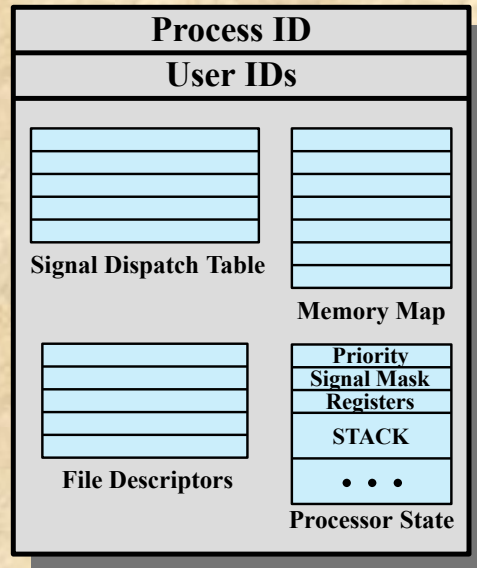 Process ID
User IDs
Signal Dispatch Table
Memory Map
File Descriptors
Priority
Signal Mask
Registers
STACK
• • •
Processor State